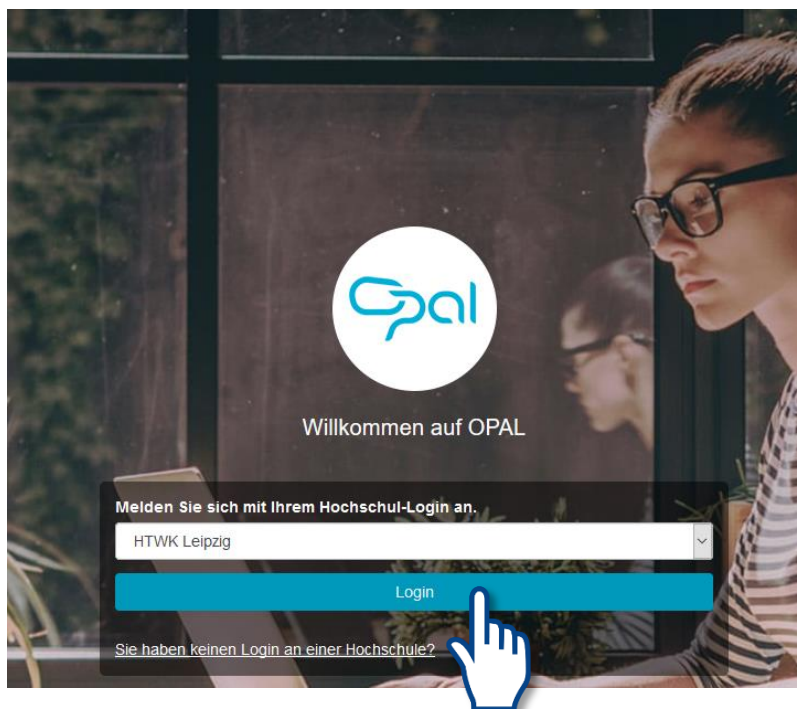 Opal
Willkommen auf OPAL
Melden Sie sich mit Ihrem Hochschul-Login an.
HTWK Leipzig
Login
Sie haben keinen Login an einer Hochschule?